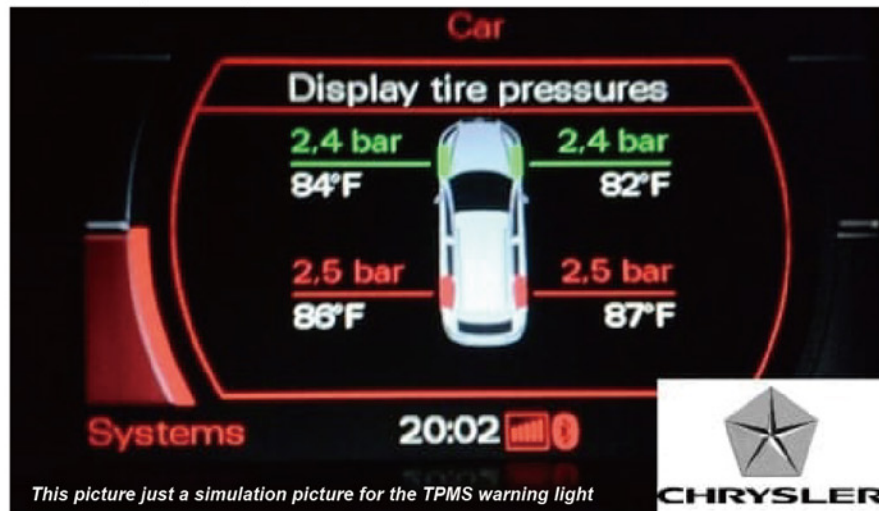 Car
Display tire pressures
2,4 bar 2,4 bar
84°F 82°F
2,5 bar 2,5 bar
86°F 87°F
Systems 20:02
This picture just a simulation picture for the TPMS warning light
CHRYSLER